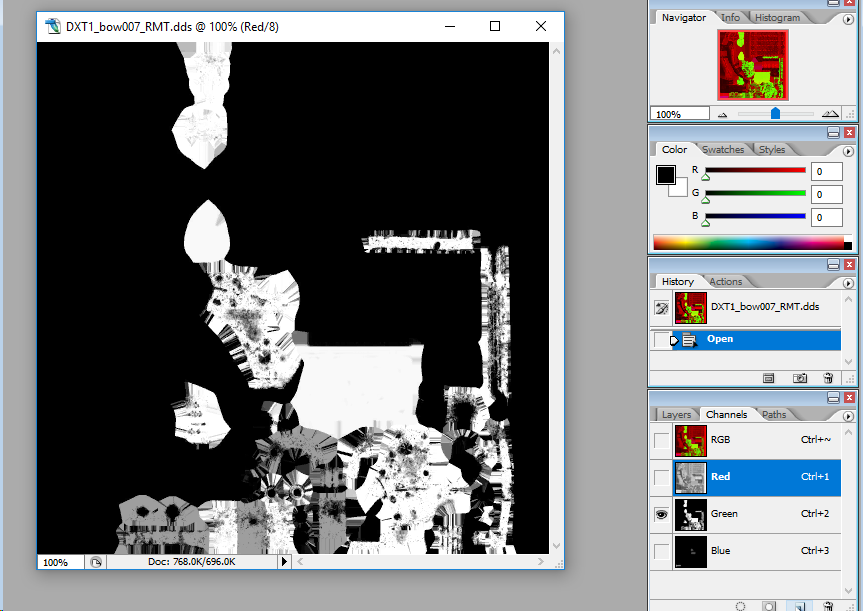 DXT1_bow007_RMT.dds @ 100% (Red/8)
100%
Doc: 768.0K/696.0K
Navigator
Info
Histogram
100%
Color
Swatches
Styles
R
0
G
0
B
0
History
Actions
DXT1_bow007_RMT.dds
Open
Layers
Channels
Paths
RGB
Ctrl+~
Red
Ctrl+1
Green
Ctrl+2
Blue
Ctrl+3